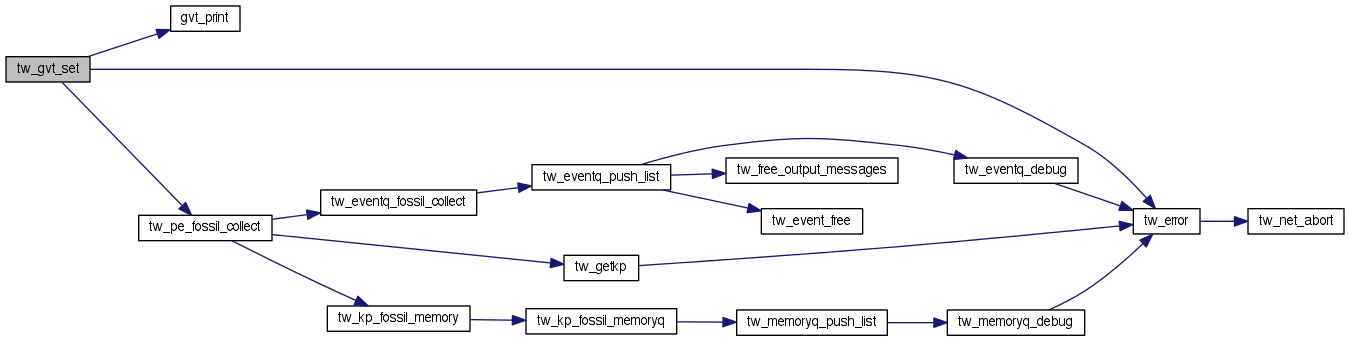 gvt_print
tw_gvt_set
tw_eventq_debug
tw_free_output_messages
tw_eventq_push_list
tw_eventq_fossil_collect
tw_event_free
tw_error
tw_net_abort
tw_pe_fossil_collect
tw_getkp
tw_kp_fossil_memory
tw_kp_fossil_memoryq
tw_memoryq_push_list
tw_memoryq_debug